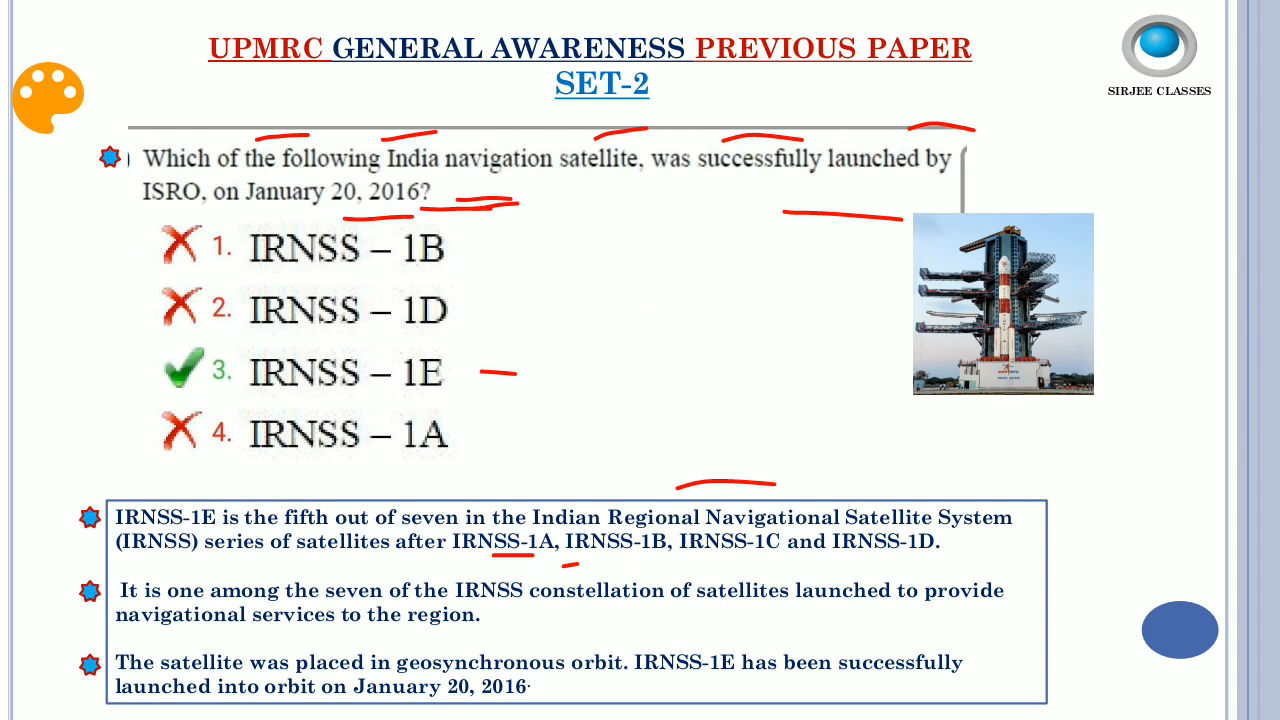 UPMRC GENERAL AWARENESS PREVIOUS PAPER
SET-2
SIRJEE CLASSES
) Which of the following India navigation satellite, was successfully launched by
ISRO, on January 20, 2016?
1. IRNSS – 1B
2. IRNSS – 1D
3. IRNSS – 1E
4. IRNSS – 1A
IRNSS-1E is the fifth out of seven in the Indian Regional Navigational Satellite System
(IRNSS) series of satellites after IRNSS-1A, IRNSS-1B, IRNSS-1C and IRNSS-1D.
It is one among the seven of the IRNSS constellation of satellites launched to provide
navigational services to the region.
The satellite was placed in geosynchronous orbit. IRNSS-1E has been successfully
launched into orbit on January 20, 2016.